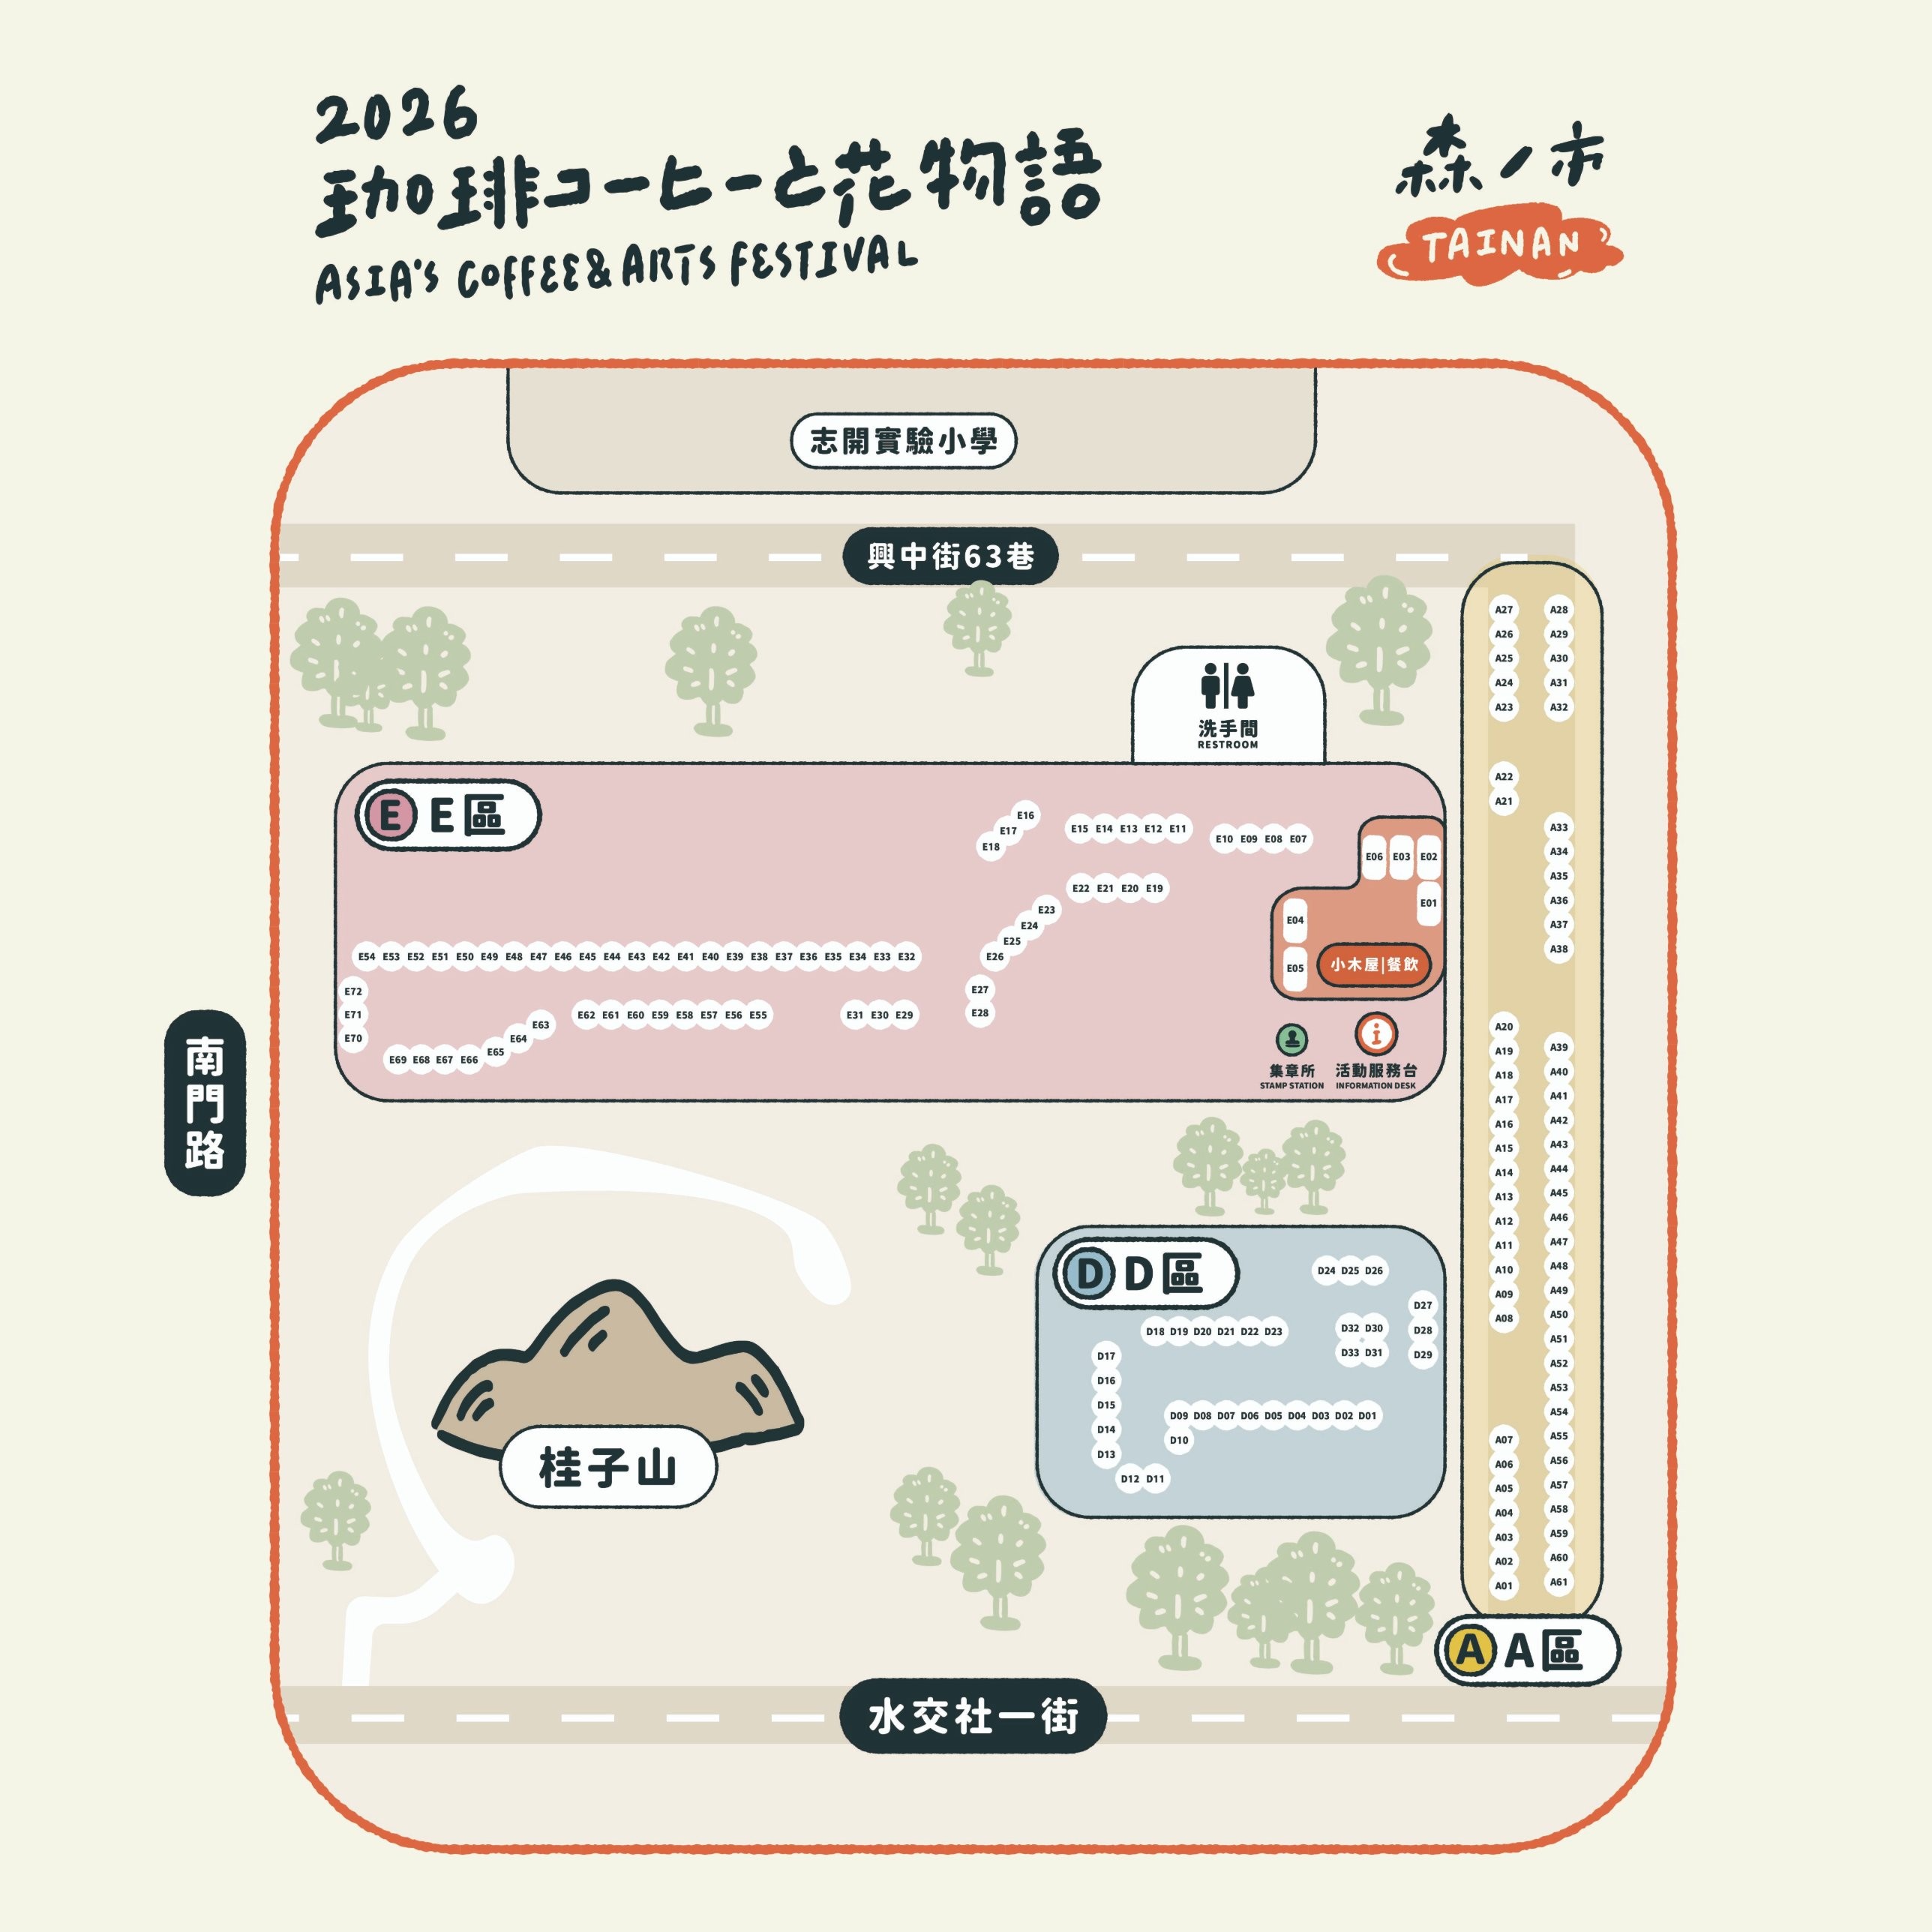 2026
珈琲コーヒーと花物語
ASIA'S COFFEE & ARTS FESTIVAL
森ノ市
TAINAN
志開實驗小學
興中街63巷
洗手間
RESTROOM
E E區
E16
E17
E18
E15 E14 E13 E12 E11
E10 E09 E08 E07
E06 E03 E02
E01
E04
E05
小木屋|餐飲
E22 E21 E20 E19
E23
E24
E25
E26
E27
E28
E54 E53 E52 E51 E50 E49 E48 E47 E46 E45 E44 E43 E42 E41 E40 E39 E38 E37 E36 E35 E34 E33 E32
E72
E71
E70
E69 E68 E67 E66 E65 E64 E63
E62 E61 E60 E59 E58 E57 E56 E55
E31 E30 E29
集章所
STAMP STATION
i
活動服務台
INFORMATION DESK
南門路
桂子山
D D區
D24 D25 D26
D27
D28
D29
D18 D19 D20 D21 D22 D23
D32 D30
D33 D31
D17
D16
D15
D14
D13
D09 D08 D07 D06 D05 D04 D03 D02 D01
D10
D12 D11
A27
A26
A25
A24
A23
A22
A21
A20
A19
A18
A17
A16
A15
A14
A13
A12
A11
A10
A09
A08
A07
A06
A05
A04
A03
A02
A01
A28
A29
A30
A31
A32
A33
A34
A35
A36
A37
A38
A39
A40
A41
A42
A43
A44
A45
A46
A47
A48
A49
A50
A51
A52
A53
A54
A55
A56
A57
A58
A59
A60
A61
A A區
水交社一街